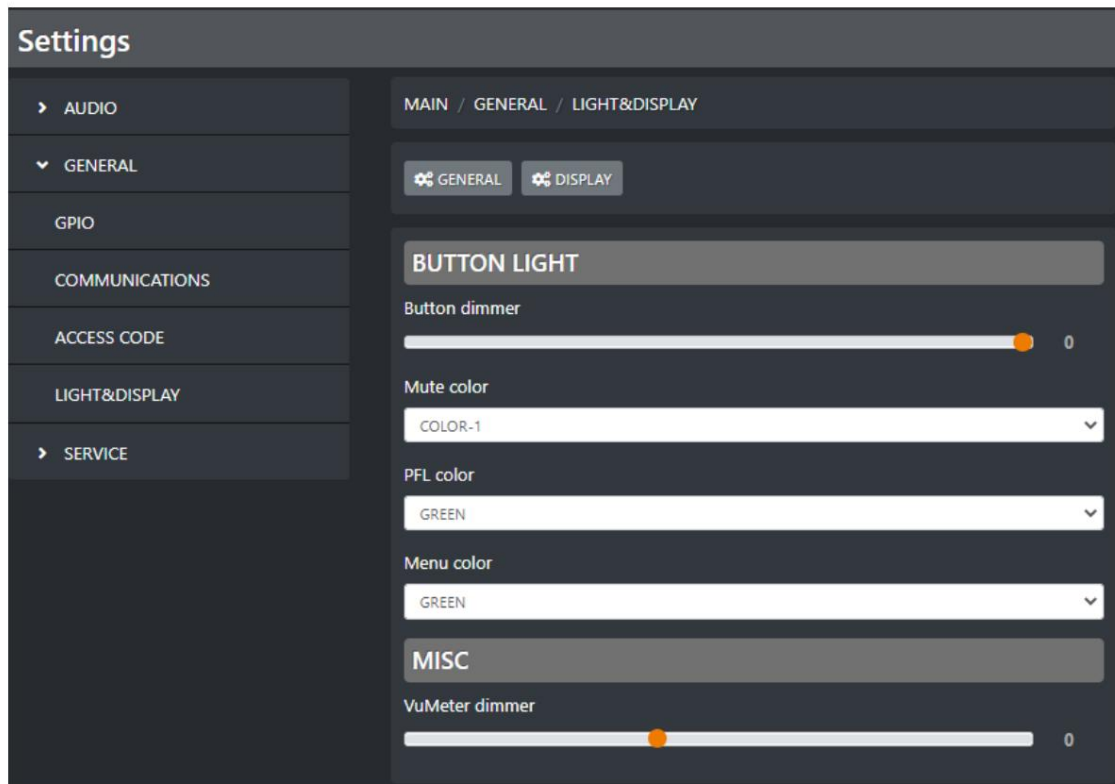 Settings
AUDIO
GENERAL
GPIO
COMMUNICATIONS
ACCESS CODE
LIGHT&DISPLAY
SERVICE
MAIN / GENERAL / LIGHT&DISPLAY
GENERAL DISPLAY
BUTTON LIGHT
Button dimmer
0
Mute color
COLOR-1
PFL color
GREEN
Menu color
GREEN
MISC
VuMeter dimmer
0